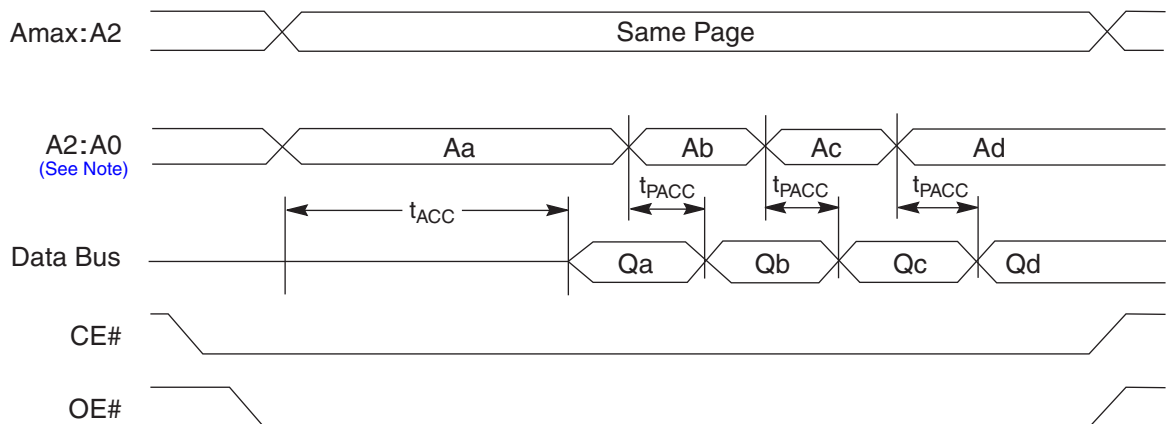 Amax:A2 Same Page
A2:A0 Aa Ab Ac Ad
(See Note)
tACC tPACC tPACC tPACC
Data Bus Qa Qb Qc Qd
CE#
OE#